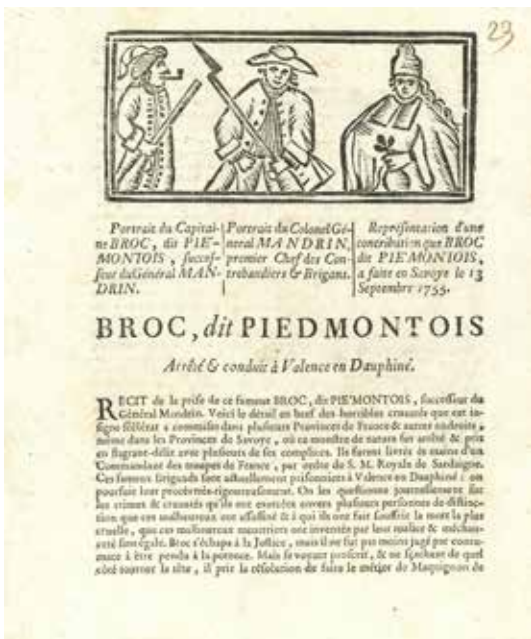 23
Portrait du Capitai-
ne BROC, dit PIE'-
MONTOIS, succes-
seur du Général MAN-
DRIN.
Portrait du Colonel Gé-
néral MANDRIN,
premier Chef des Con-
trebandiers & Brigans.
Représentation d'une
contribution que BROC
dit PIE'MONTOIS,
a faite en Savoye le 13
Septembre 1755.
BROC, dit PIEDMONTOIS
Arrêté & conduit à Valence en Dauphiné.
RECIT de la prise de ce fameux BROC, dit PIE'MONTOIS, successeur du
Général Mandrin. Voici le détail en bref des horribles cruautés que cet in-
signe scélérat a commises dans plusieurs Provinces de France & autres endroits,
même dans les Provinces de Savoye, où ce monstre de nature fut arrêté & pris
en flagrant-délit avec plusieurs de ses complices. Ils furent livrés ès mains d'un
Commandant des troupes de France, par ordre de S. M. Royale de Sardaigne.
Ces fameux brigands sont actuellement prisonniers à Valence en Dauphiné: on
poursuit leur procès très-rigoureusement. On les questionne journellement sur
les crimes & cruautés qu'ils ont exercées envers plusieurs personnes de distinc-
tion que ces malheureux ont assassiné & à qui ils ont fait souffrir la mort la plus
cruelle, que ces malheureux meurtriers ont inventés par leur malice & méchan-
ceté sans égale. Broc s'échapa à la Justice, mais il ne fut pas moins jugé par contu-
mace à être pendu à la potence. Mais se voyant proscrit, & ne sçachant de quel
côté tourner la tête, il prit la résolution de faire le métier de Maquignon de